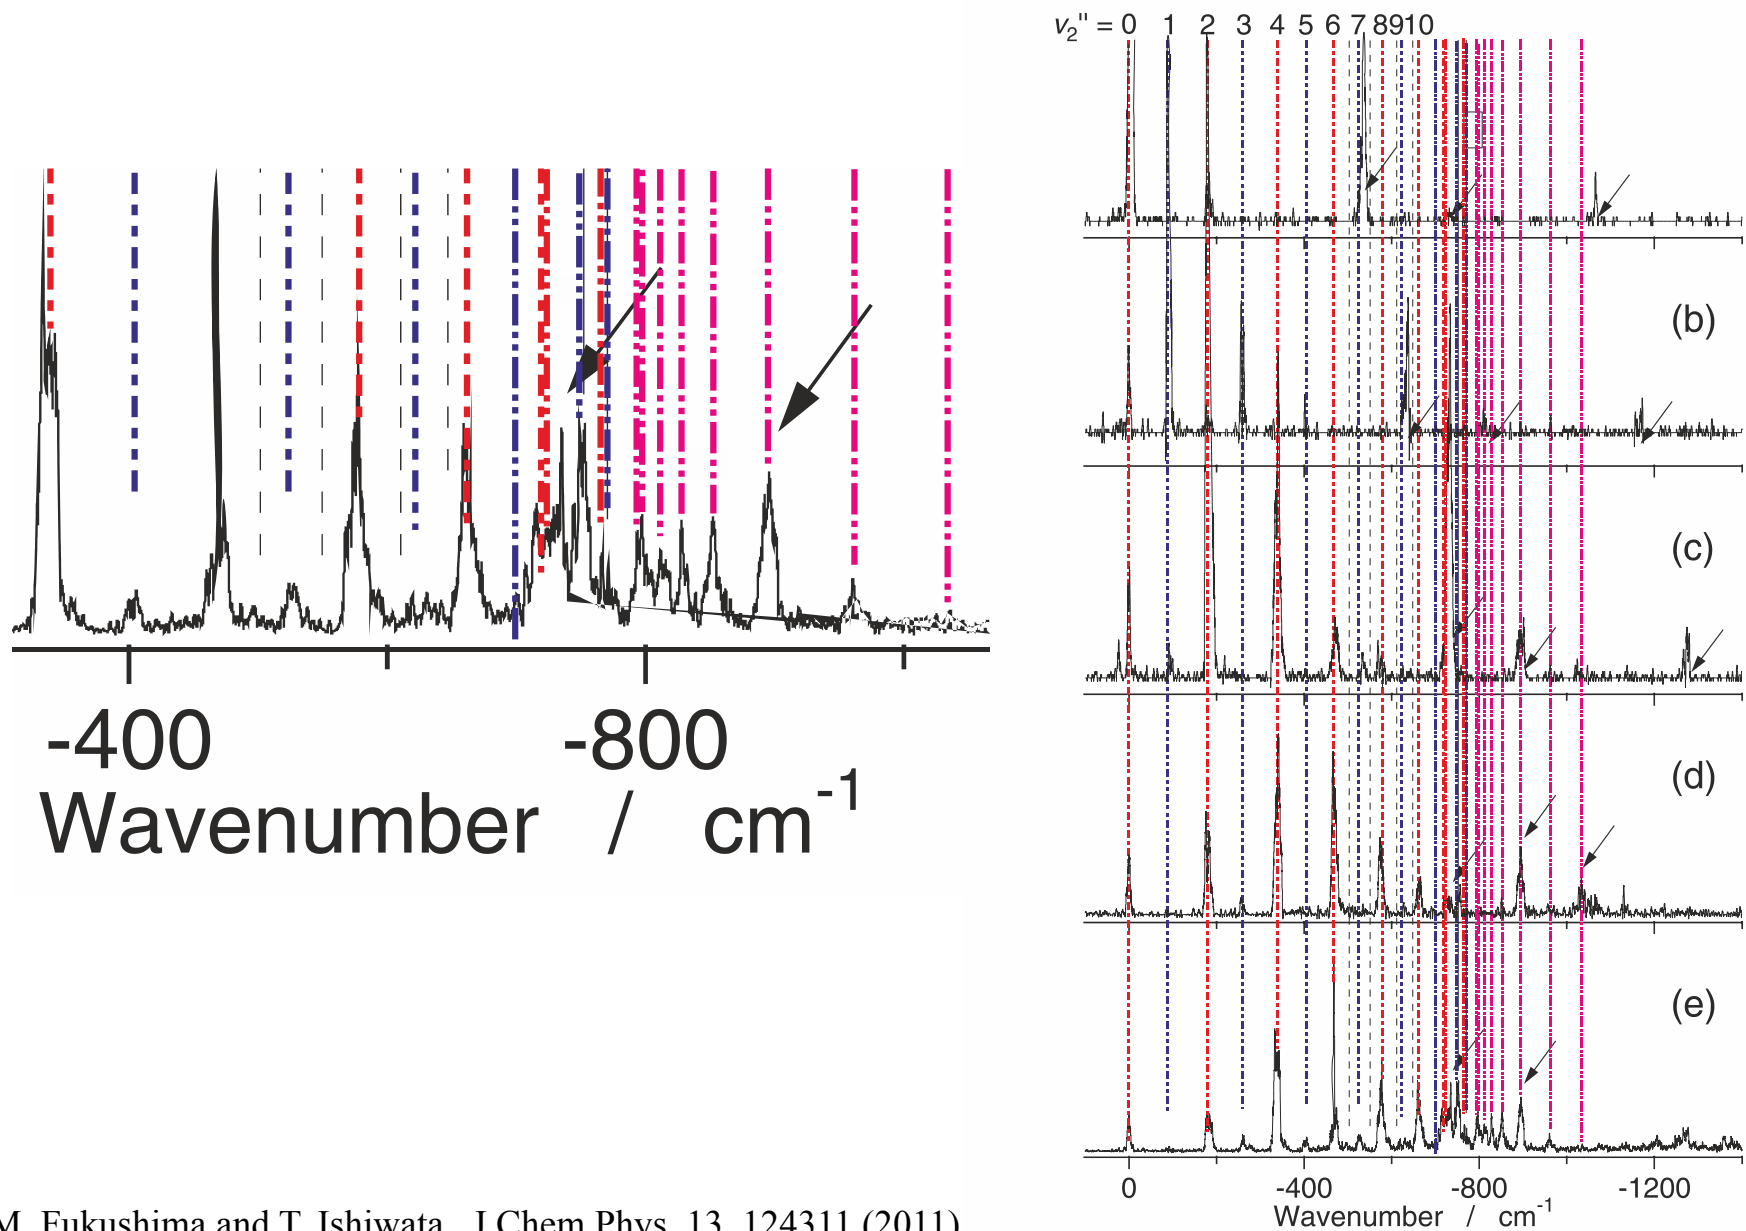 -400 -800
Wavenumber / cm-1
v2" = 0 1 2 3 4 5 6 7 8 9 10
(b)
(c)
(d)
(e)
0 -400 -800 -1200
Wavenumber / cm-1
M. Fukushima and T. Ishiwata, J.Chem.Phys. 13, 124311 (2011)